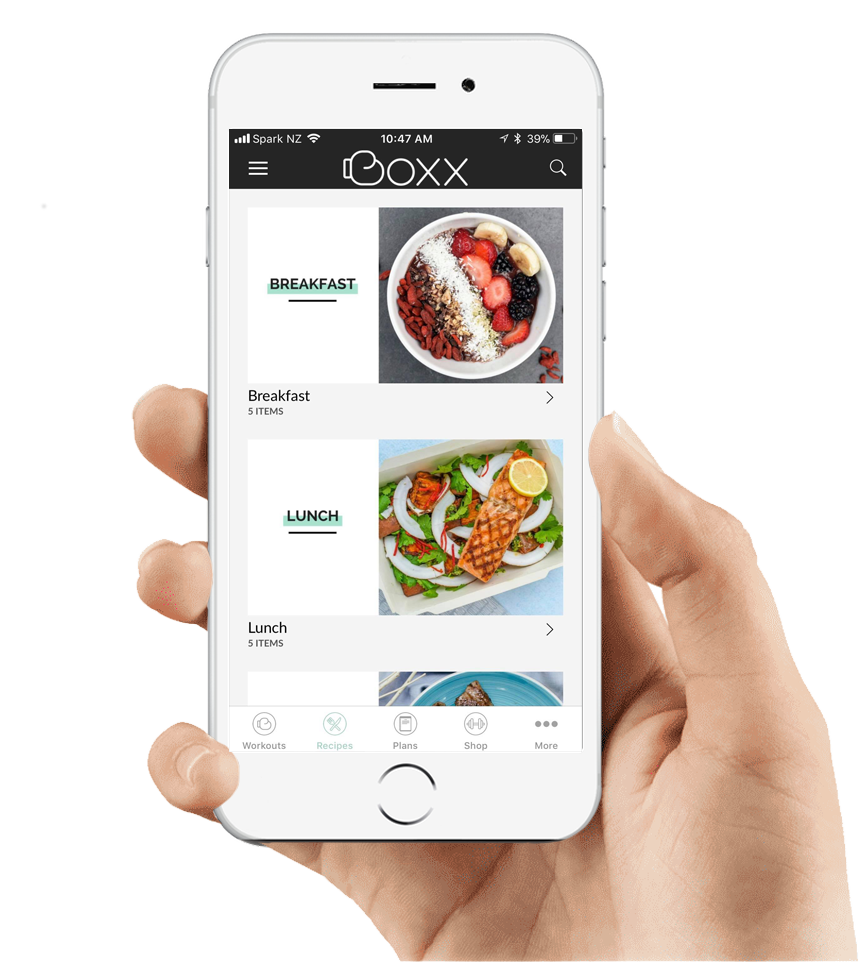 Spark NZ 10:47 AM 39%
BOXX
BREAKFAST
Breakfast
5 ITEMS
LUNCH
Lunch
5 ITEMS
Workouts Recipes Plans Shop More